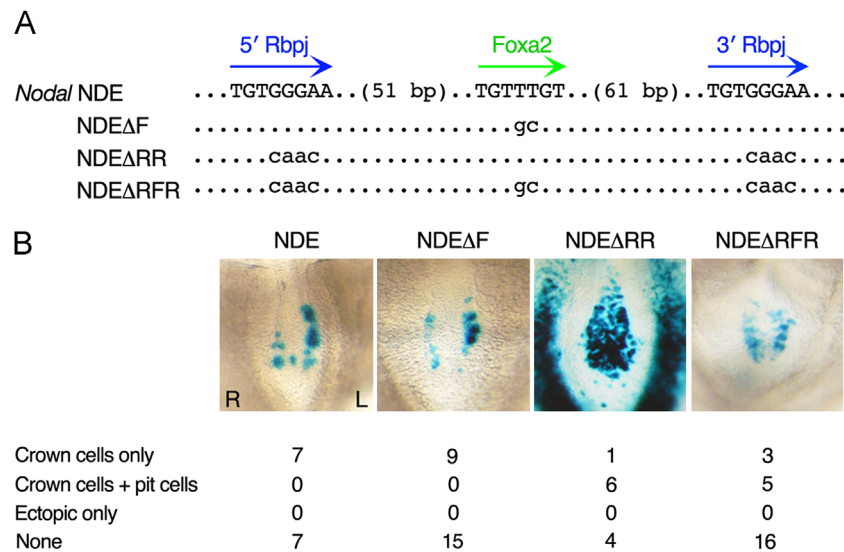 A
5′ Rbpj Foxa2 3′ Rbpj
Nodal NDE ...TGTGGGAA..(51 bp)..TGTTTGT..(61 bp)..TGTGGGAA...
NDEΔF .........................gc........................
NDEΔRR ......caac..................................caac....
NDEΔRFR ......caac...............gc.................caac....
B
NDE NDEΔF NDEΔRR NDEΔRFR
R L
Crown cells only 7 9 1 3
Crown cells + pit cells 0 0 6 5
Ectopic only 0 0 0 0
None 7 15 4 16